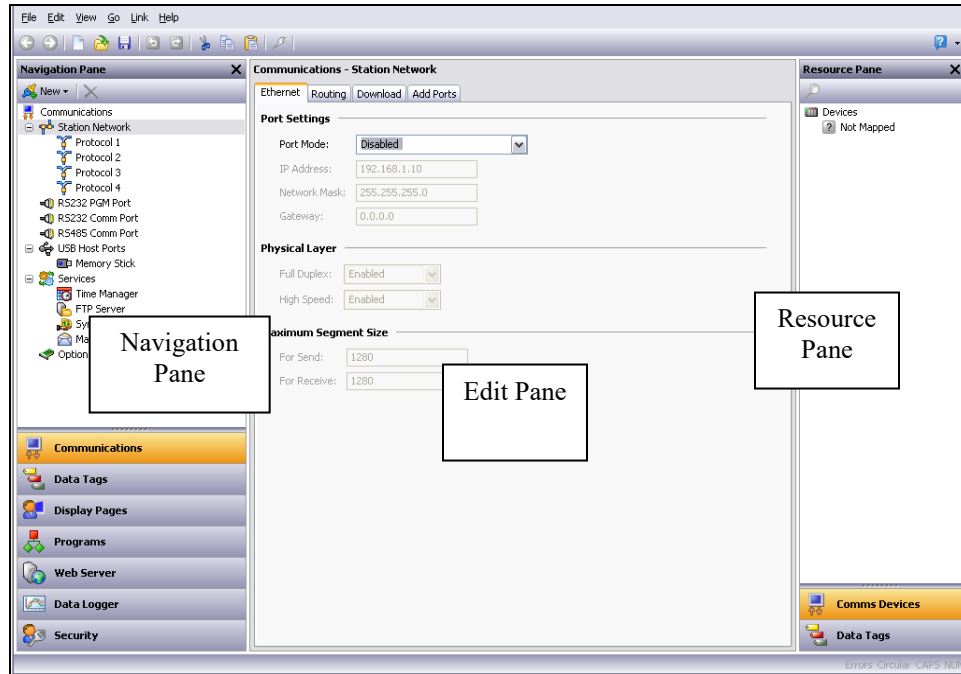 File Edit View Go Link Help
Navigation Pane
New
Communications
Station Network
Protocol 1
Protocol 2
Protocol 3
Protocol 4
RS232 PGM Port
RS232 Comm Port
RS485 Comm Port
USB Host Ports
Memory Stick
Services
Time Manager
FTP Server
Navigation
Pane
Communications
Data Tags
Display Pages
Programs
Web Server
Data Logger
Security
Communications - Station Network
Ethernet Routing Download Add Ports
Port Settings
Port Mode: Disabled
IP Address: 192.168.1.10
Network Mask: 255.255.255.0
Gateway: 0.0.0.0
Physical Layer
Full Duplex: Enabled
High Speed: Enabled
Segment Size
For Send: 1280
For Receive: 1280
Edit Pane
Resource Pane
Devices
Not Mapped
Resource
Pane
Comms Devices
Data Tags
Errors Circular CAPS